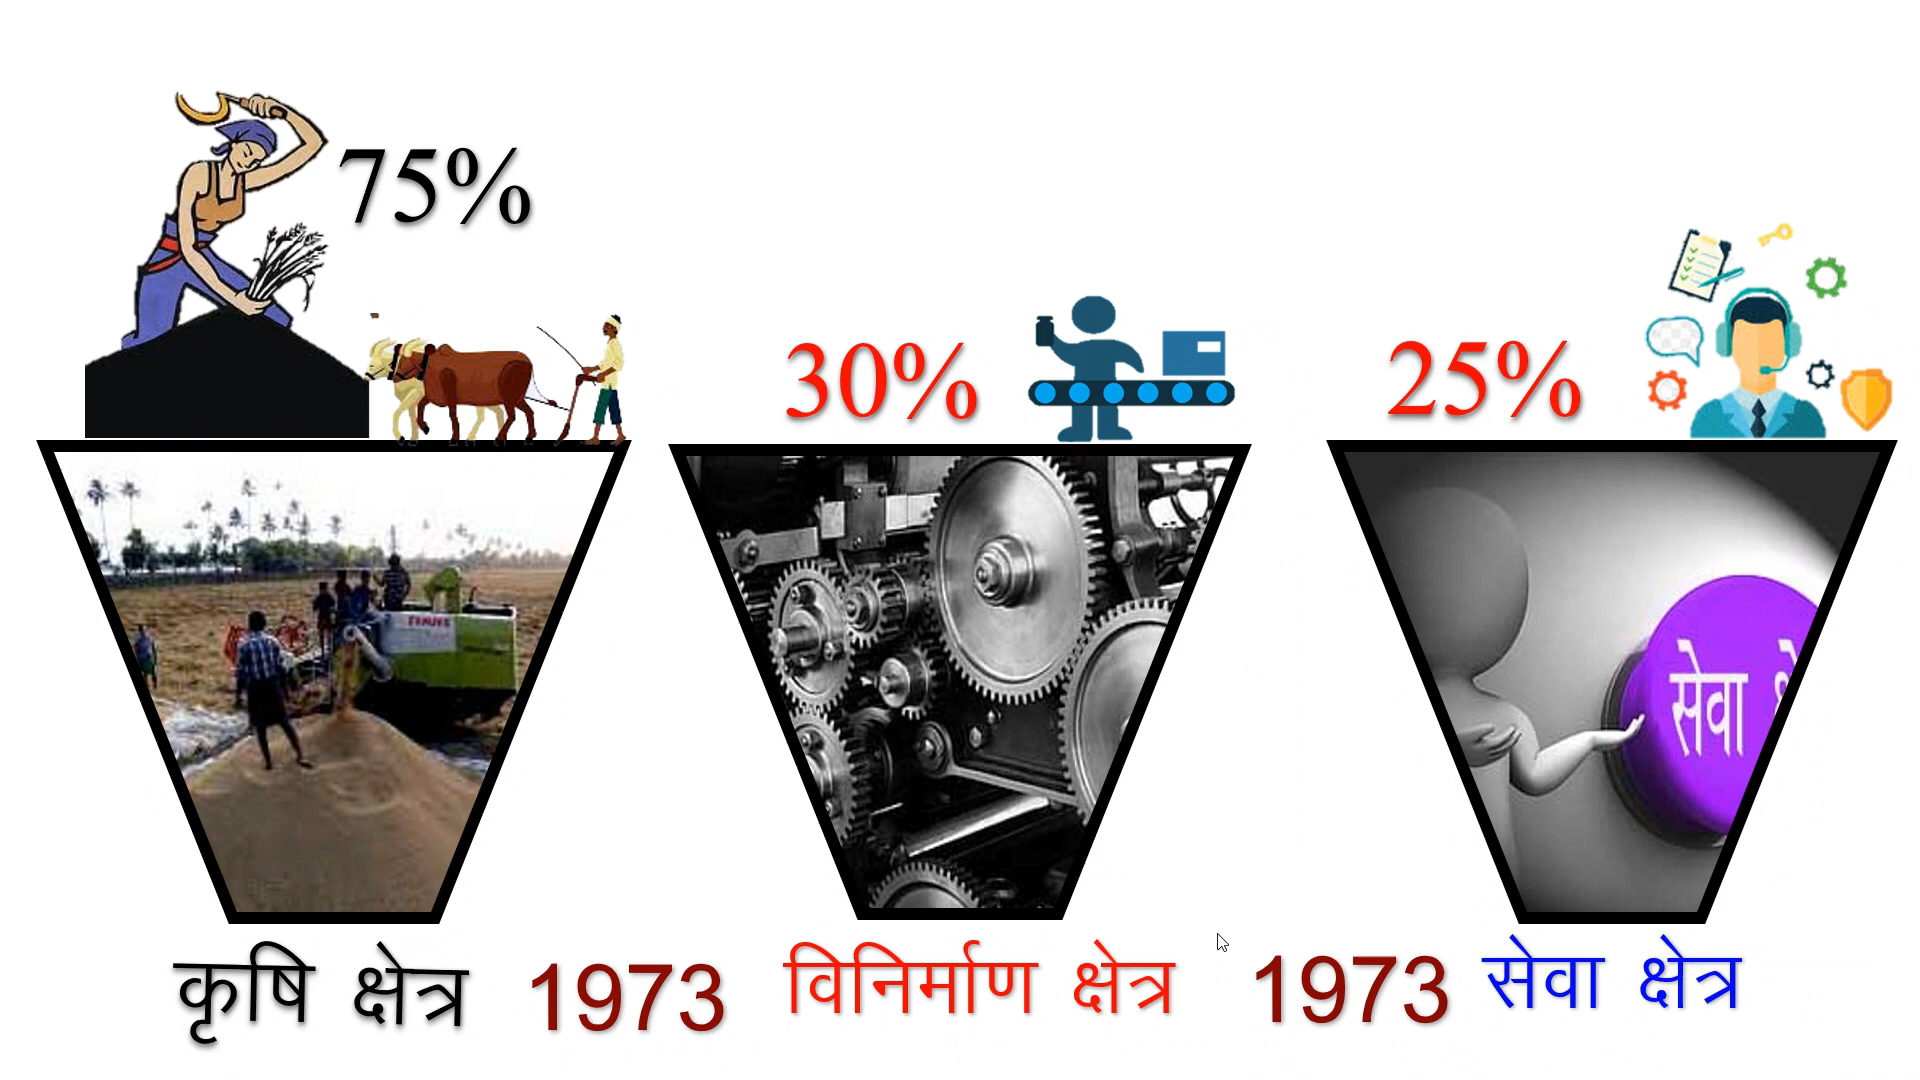 75%
30%
25%
सेवा
कृषि क्षेत्र 1973 विनिर्माण क्षेत्र 1973 सेवा क्षेत्र